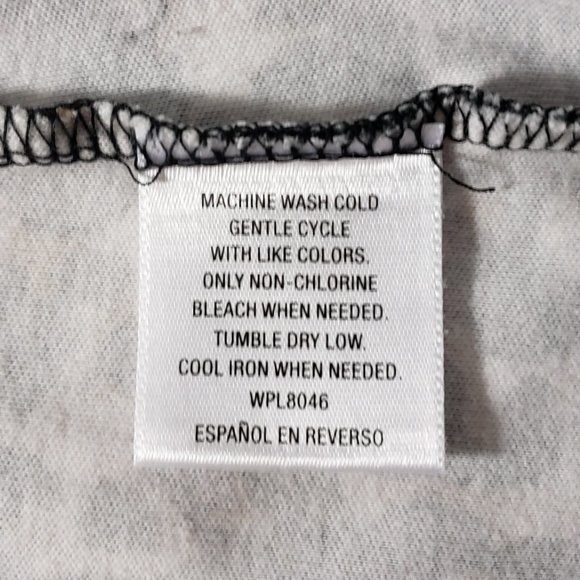 MACHINE WASH COLD
GENTLE CYCLE
WITH LIKE COLORS.
ONLY NON-CHLORINE
BLEACH WHEN NEEDED.
TUMBLE DRY LOW.
COOL IRON WHEN NEEDED.
WPL8046
ESPAÑOL EN REVERSO